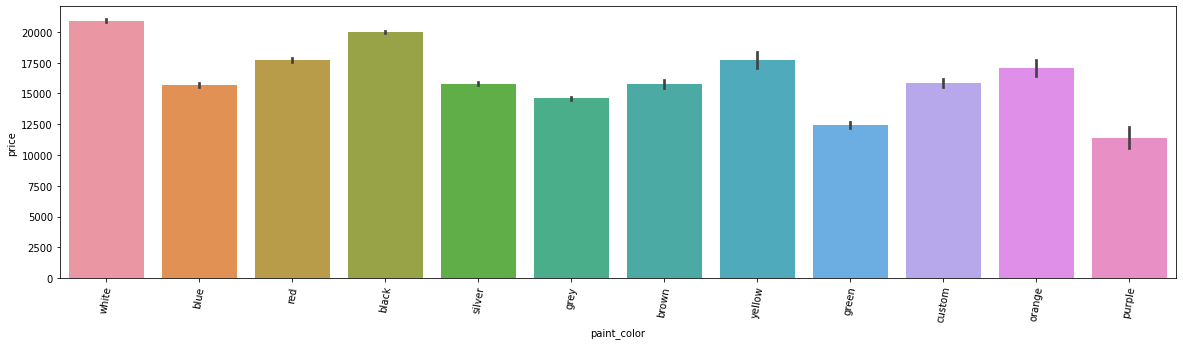 price
20000
17500
15000
12500
10000
7500
5000
2500
0
white
blue
red
black
silver
grey
brown
yellow
green
custom
orange
purple
paint_color